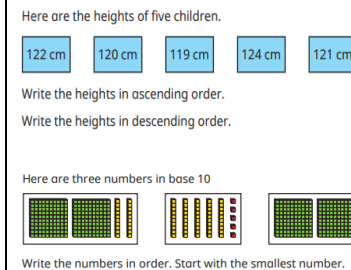 Here are the heights of five children.
122 cm 120 cm 119 cm 124 cm 121 cm
Write the heights in ascending order.
Write the heights in descending order.
Here are three numbers in base 10
Write the numbers in order. Start with the smallest number.